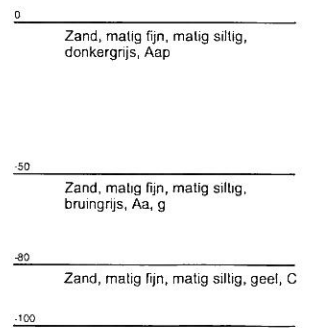 0
Zand, matig fijn, matig siltig,
donkergrijs, Aap
-50
Zand, matig fijn, matig siltig,
bruingrijs, Aa, g
-80
Zand, matig fijn, matig siltig, geel, C
-100